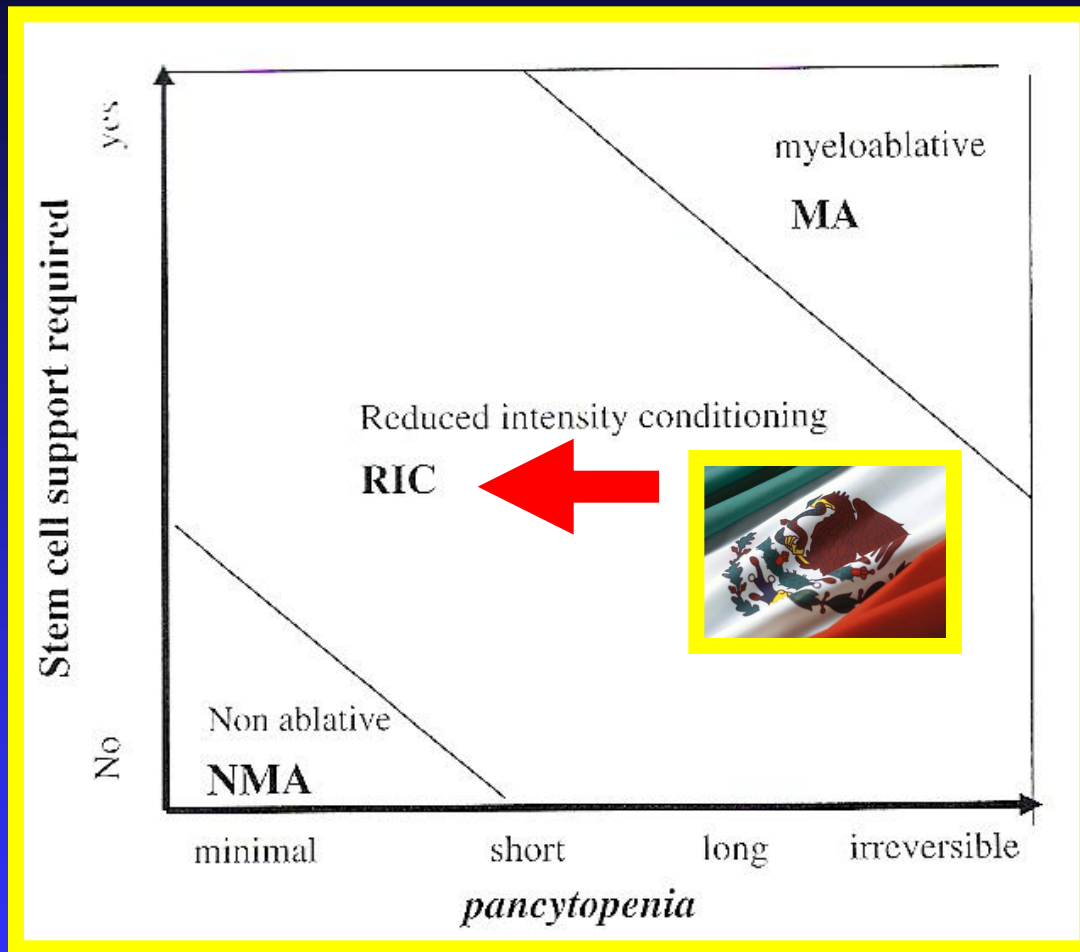 yes
Stem cell support required
No
myeloablative
MA
Reduced intensity conditioning
RIC
Non ablative
NMA
minimal short long irreversible
pancytopenia